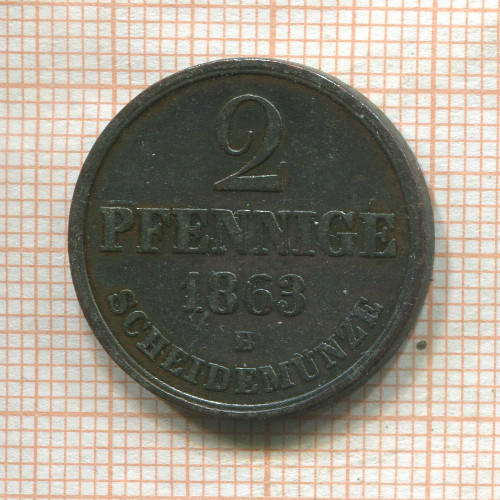 2
PFENNIGE
1863
B
SCHEIDEMÜNZE